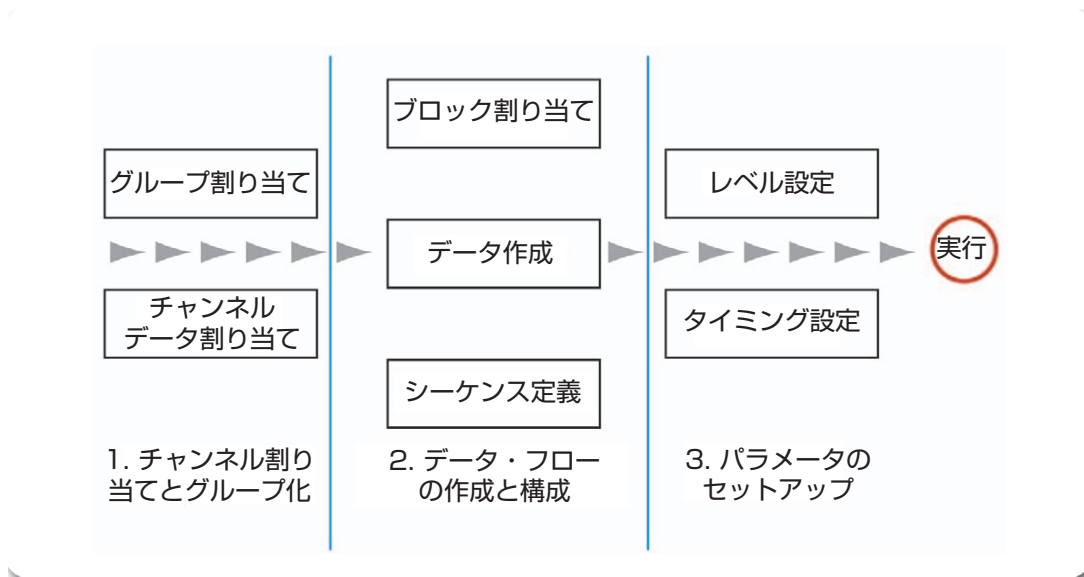 グループ割り当て
チャンネル
データ割り当て
1. チャンネル割り
当てとグループ化
ブロック割り当て
データ作成
シーケンス定義
2. データ・フロー
の作成と構成
レベル設定
タイミング設定
3. パラメータの
セットアップ
実行